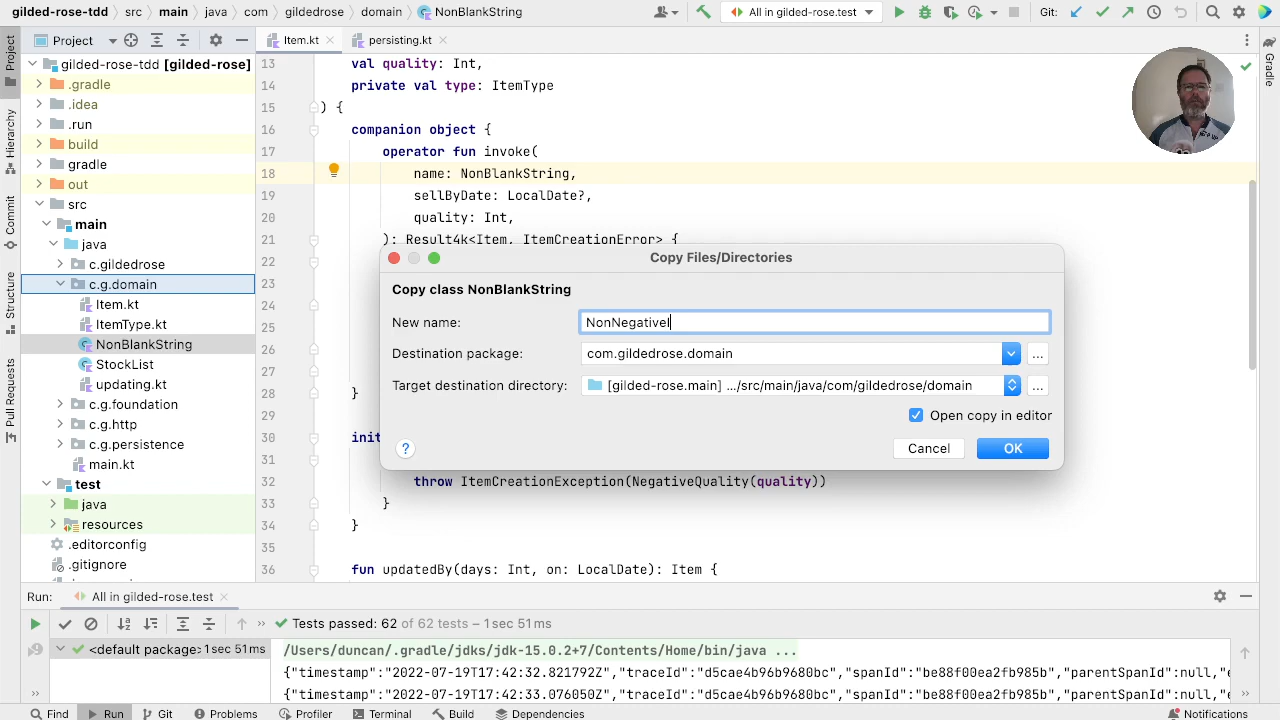 gilded-rose-tdd › src › main › java › com › gildedrose › domain › NonBlankString
All in gilded-rose.test
Git:
Project
Item.kt
persisting.kt
Project
Hierarchy
Commit
Structure
Pull Requests
Gradle
gilded-rose-tdd [gilded-rose]
.gradle
.idea
.run
build
gradle
out
src
main
java
c.gildedrose
c.g.domain
Item.kt
ItemType.kt
NonBlankString
StockList
updating.kt
c.g.foundation
c.g.http
c.g.persistence
main.kt
test
java
resources
.editorconfig
.gitignore
13 val quality: Int,
14 private val type: ItemType
15 ) {
16 companion object {
17 operator fun invoke(
18 name: NonBlankString,
19 sellByDate: LocalDate?,
20 quality: Int,
21 ): Result4k<Item, ItemCreationError> {
22
23
24
25
26
27
28 }
29
30 init
31
32 throw ItemCreationException(NegativeQuality(quality))
33 }
34 }
35
36 fun updatedBy(days: Int, on: LocalDate): Item {
Copy Files/Directories
Copy class NonBlankString
New name: NonNegativeI
Destination package: com.gildedrose.domain ...
Target destination directory: [gilded-rose.main] .../src/main/java/com/gildedrose/domain ...
Open copy in editor
? Cancel OK
Run: All in gilded-rose.test
Tests passed: 62 of 62 tests – 1 sec 51 ms
<default package> 1 sec 51 ms
/Users/duncan/.gradle/jdks/jdk-15.0.2+7/Contents/Home/bin/java ...
{"timestamp":"2022-07-19T17:42:32.821792Z","traceId":"d5cae4b96b9680bc","spanId":"be88f00ea2fb985b","parentSpanId":null,"
{"timestamp":"2022-07-19T17:42:33.076050Z","traceId":"d5cae4b96b9680bc","spanId":"be88f00ea2fb985b","parentSpanId":null,"
Find Run Git Problems Profiler Terminal Build Dependencies Notifications